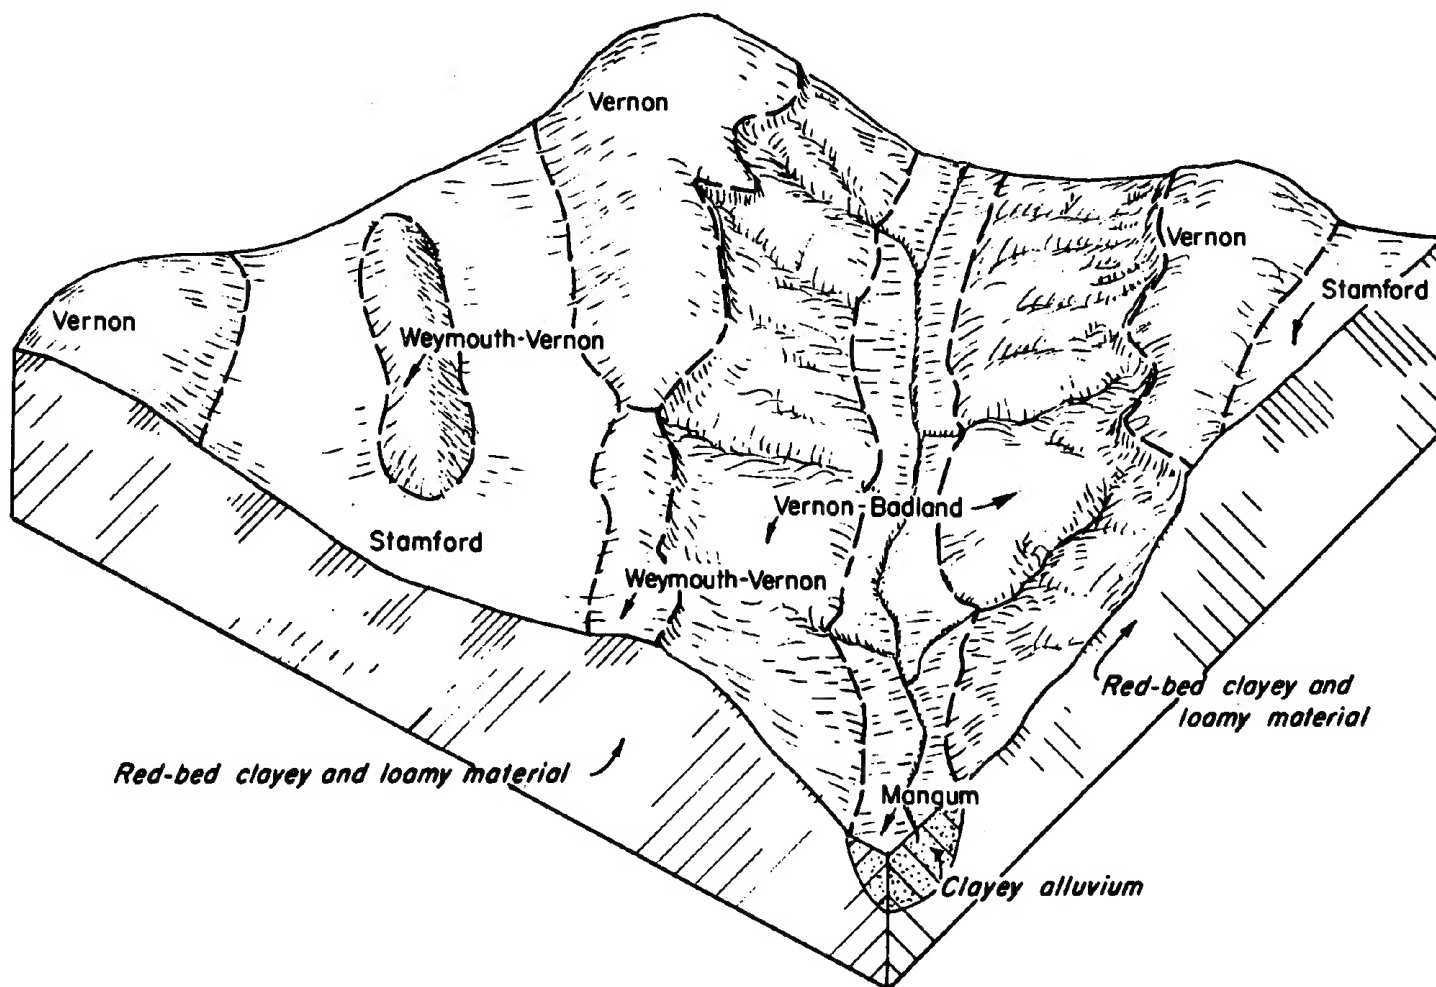 Vernon
Vernon
Stamford
Vernon
Weymouth-Vernon
Vernon-Badland
Stamford
Weymouth-Vernon
Red-bed clayey and
loamy material
Red-bed clayey and loamy material
Mangum
Clayey alluvium